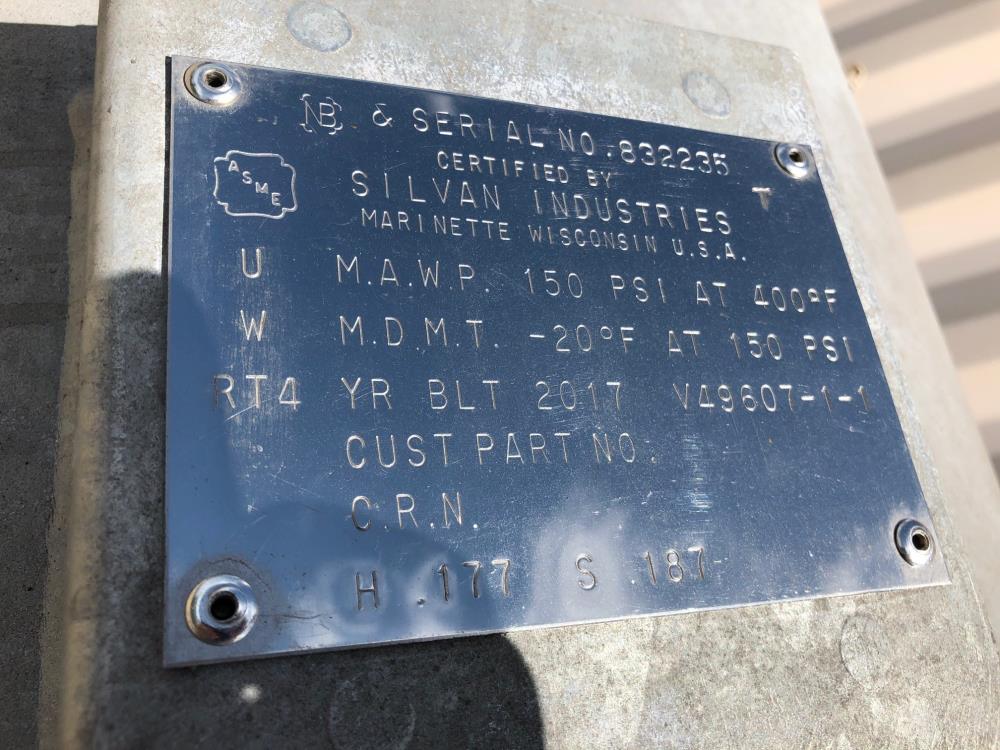 NB & SERIAL NO. 832235
CERTIFIED BY
ASME SILVAN INDUSTRIES T
MARINETTE WISCONSIN U.S.A.
U M.A.W.P. 150 PSI AT 400°F
W M.D.M.T. -20°F AT 150 PSI
RT4 YR BLT 2017 V49607-1-1
CUST PART NO.
C.R.N.
H .177 S .187